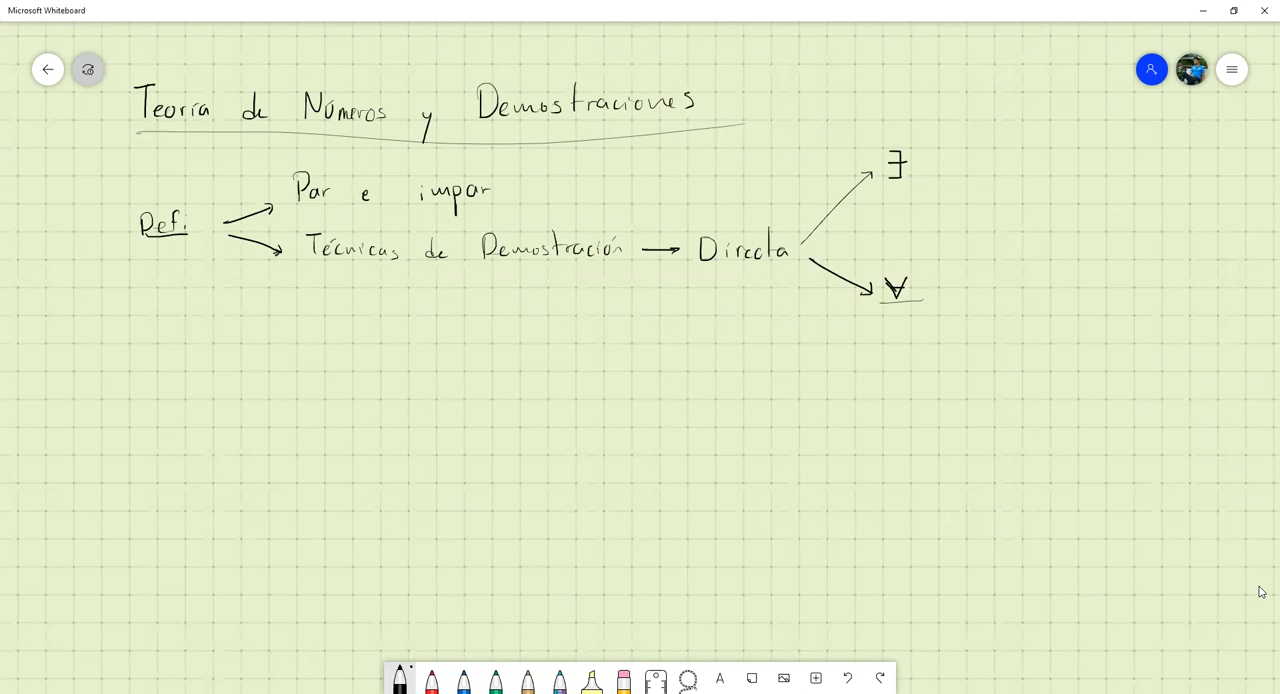 Microsoft Whiteboard
Teoría de Números y Demostraciones
Par e impar
Defi
Técnicas de Demostración → Directa
∃
∀
A